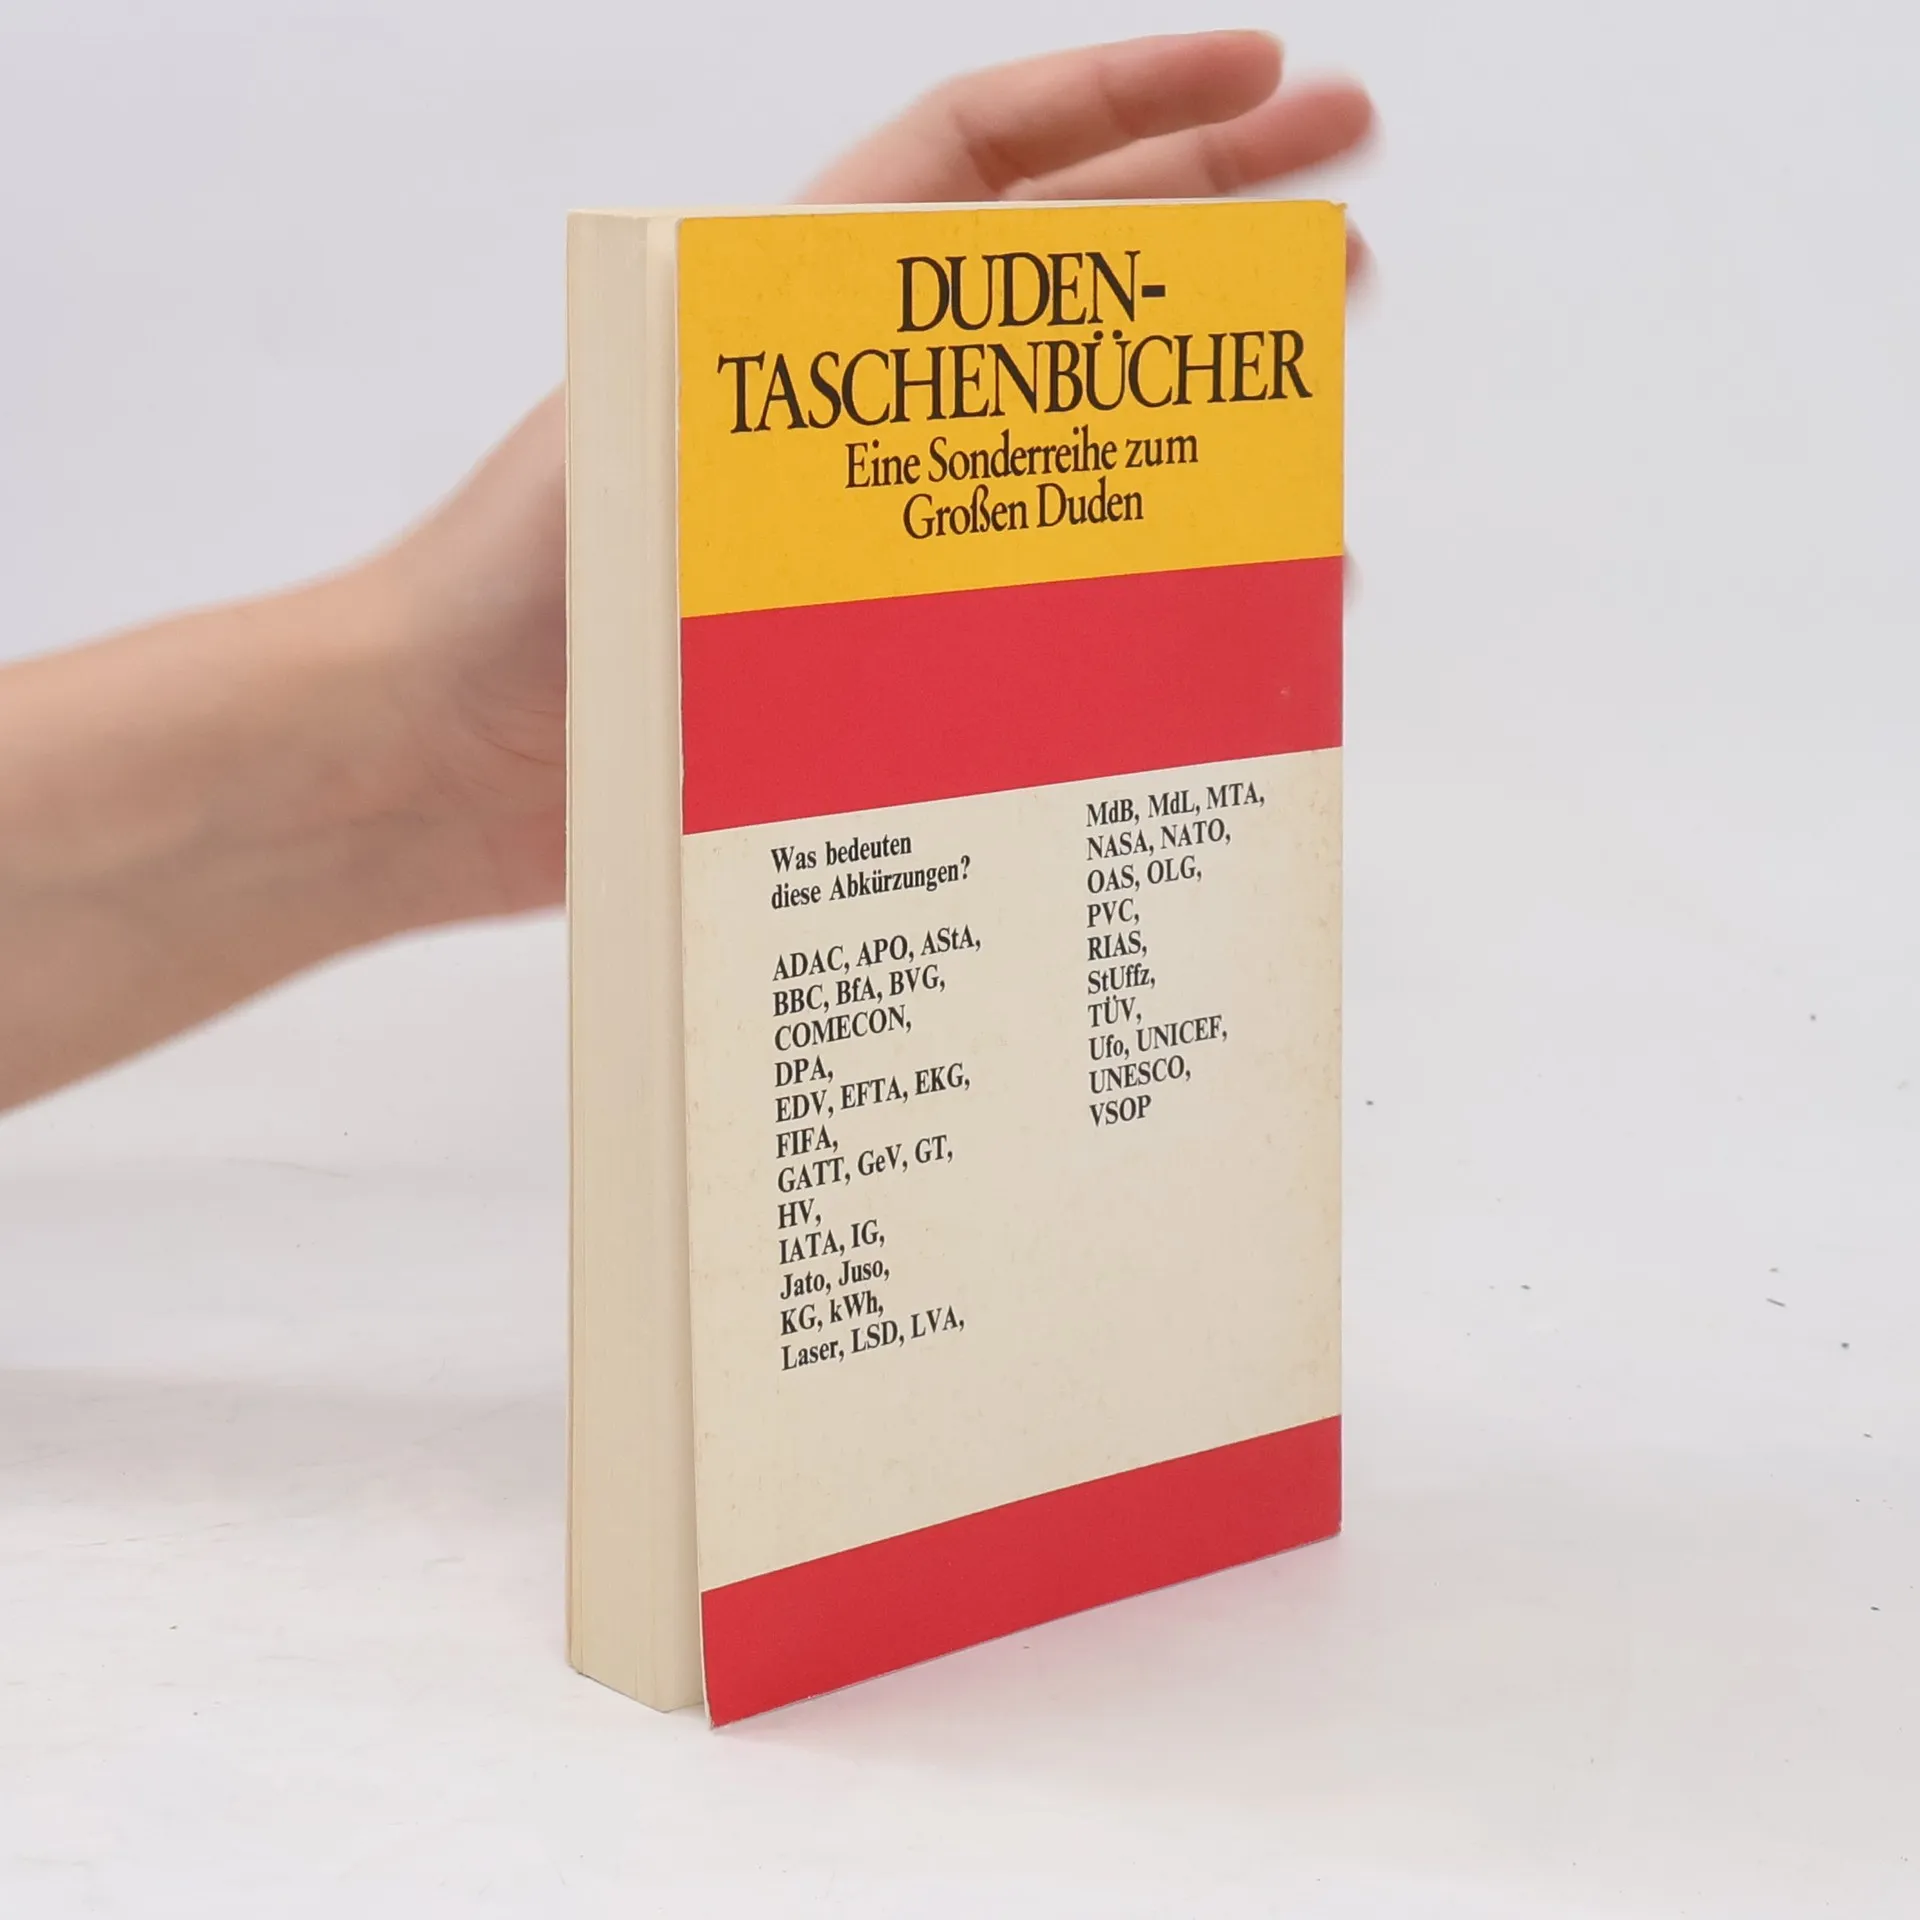 DUDEN-
TASCHENBÜCHER
Eine Sonderreihe zum
Großen Duden
Was bedeuten
diese Abkürzungen?
ADAC, APO, AStA,
BBC, BfA, BVG,
COMECON,
DPA,
EDV, EFTA, EKG,
FIFA,
GATT, GeV, GT,
HV,
IATA, IG,
Jato, Juso,
KG, kWh,
Laser, LSD, LVA,
MdB, MdL, MTA,
NASA, NATO,
OAS, OLG,
PVC,
RIAS,
StUffz,
TÜV,
Ufo, UNICEF,
UNESCO,
VSOP